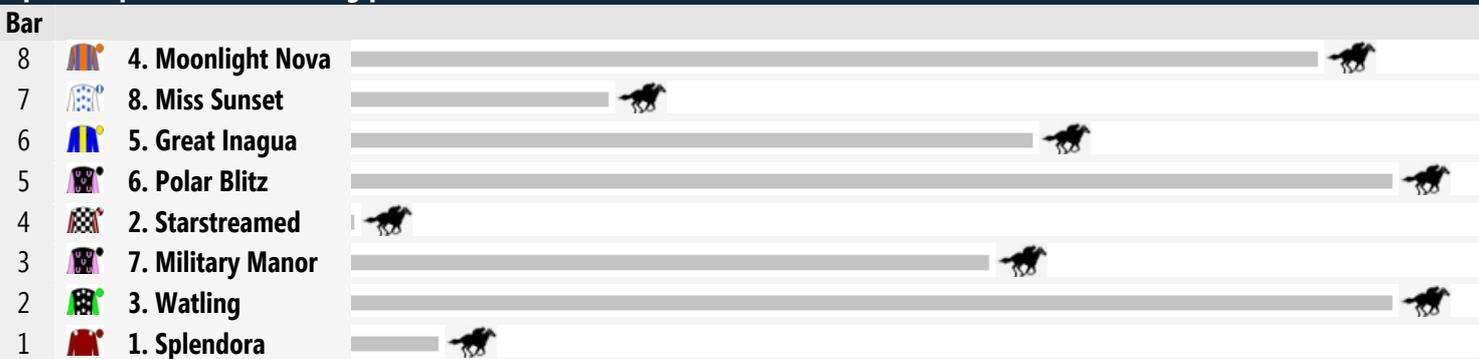 Bar
8 4. Moonlight Nova
7 8. Miss Sunset
6 5. Great Inagua
5 6. Polar Blitz
4 2. Starstreamed
3 7. Military Manor
2 3. Watling
1 1. Splendora